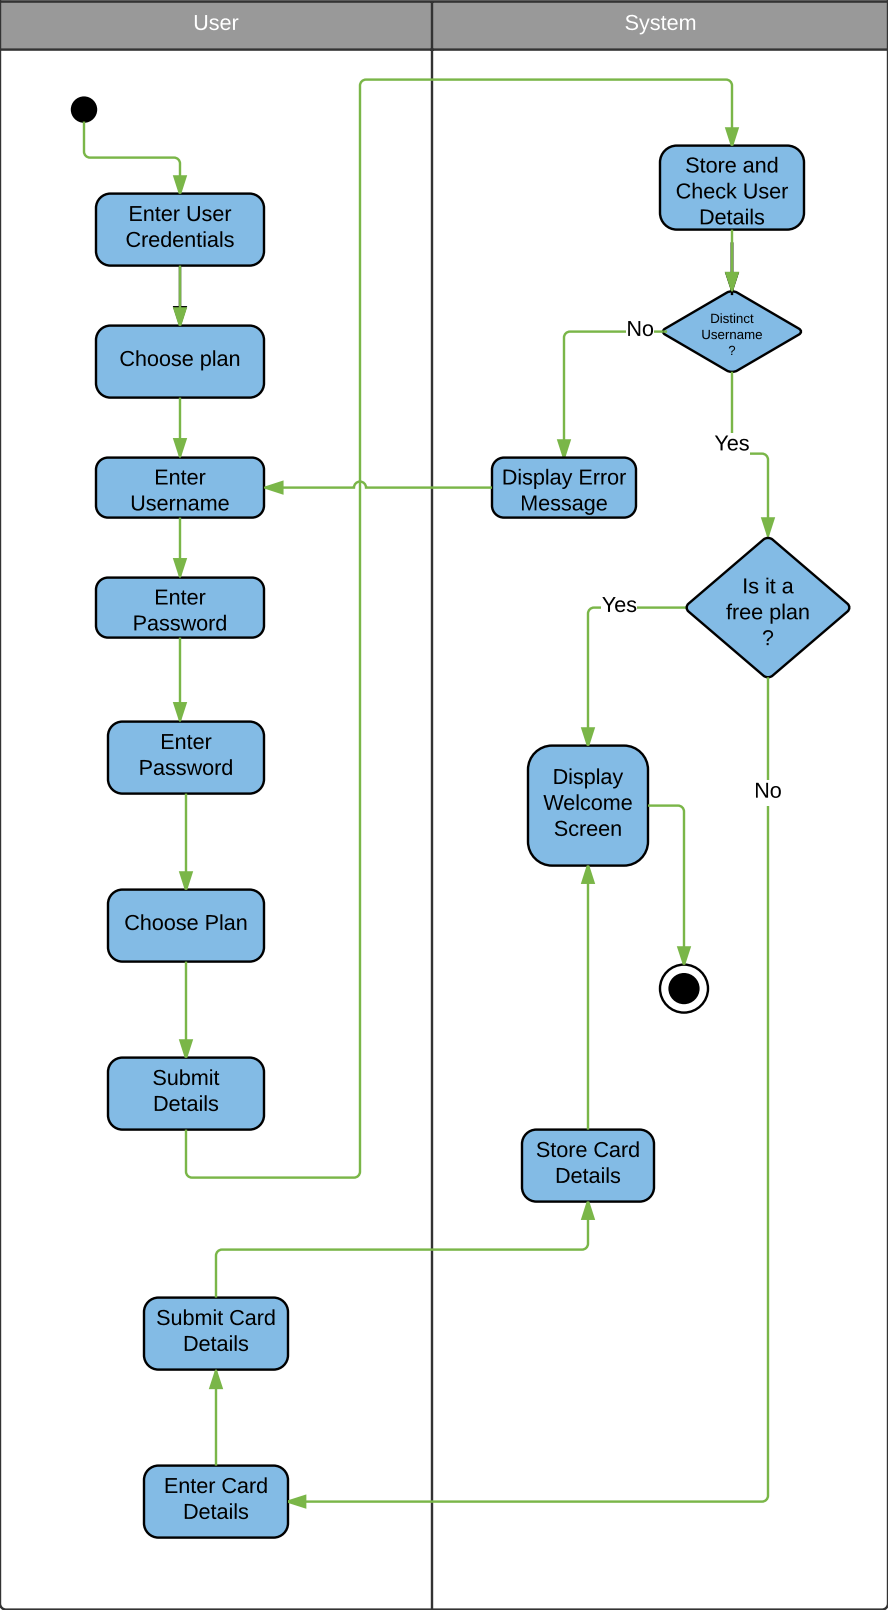 User
System
Enter User
Credentials
Choose plan
Enter
Username
Enter
Password
Enter
Password
Choose Plan
Submit
Details
Store and
Check User
Details
Distinct
Username
?
No
Yes
Display Error
Message
Is it a
free plan
?
Yes
No
Display
Welcome
Screen
Store Card
Details
Submit Card
Details
Enter Card
Details